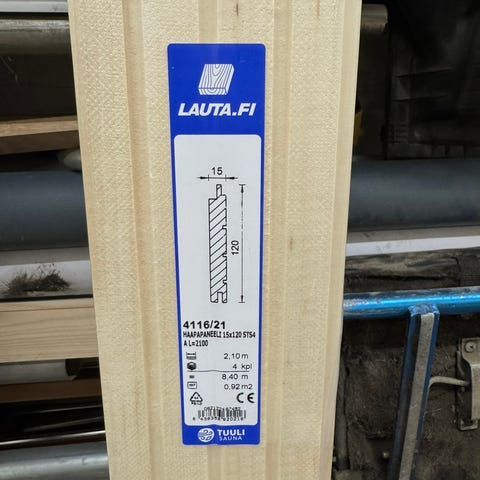 LAUTA.FI
15
120
4116/21
HAAPAPANEELI 15x120 STS4
A L=2100
2,10 m
4 kpl
8,40 m
0,92 m2
CE
TUULI
SAUNA